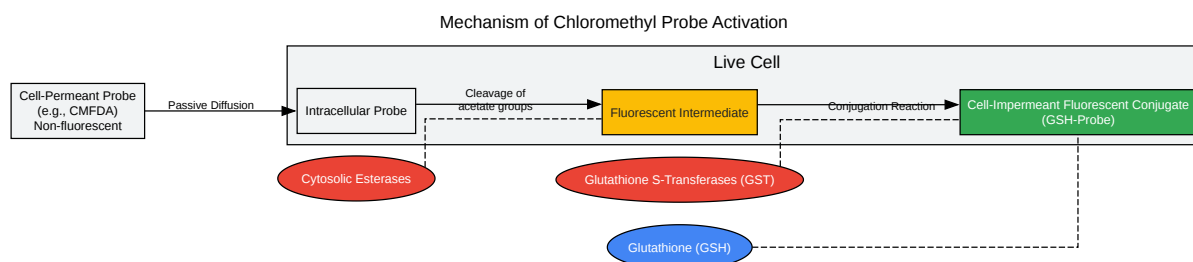 Mechanism of Chloromethyl Probe Activation
Live Cell
Cell-Permeant Probe
(e.g., CMFDA)
Non-fluorescent
Passive Diffusion
Intracellular Probe
Cleavage of
acetate groups
Fluorescent Intermediate
Conjugation Reaction
Cell-Impermeant Fluorescent Conjugate
(GSH-Probe)
Cytosolic Esterases
Glutathione S-Transferases (GST)
Glutathione (GSH)